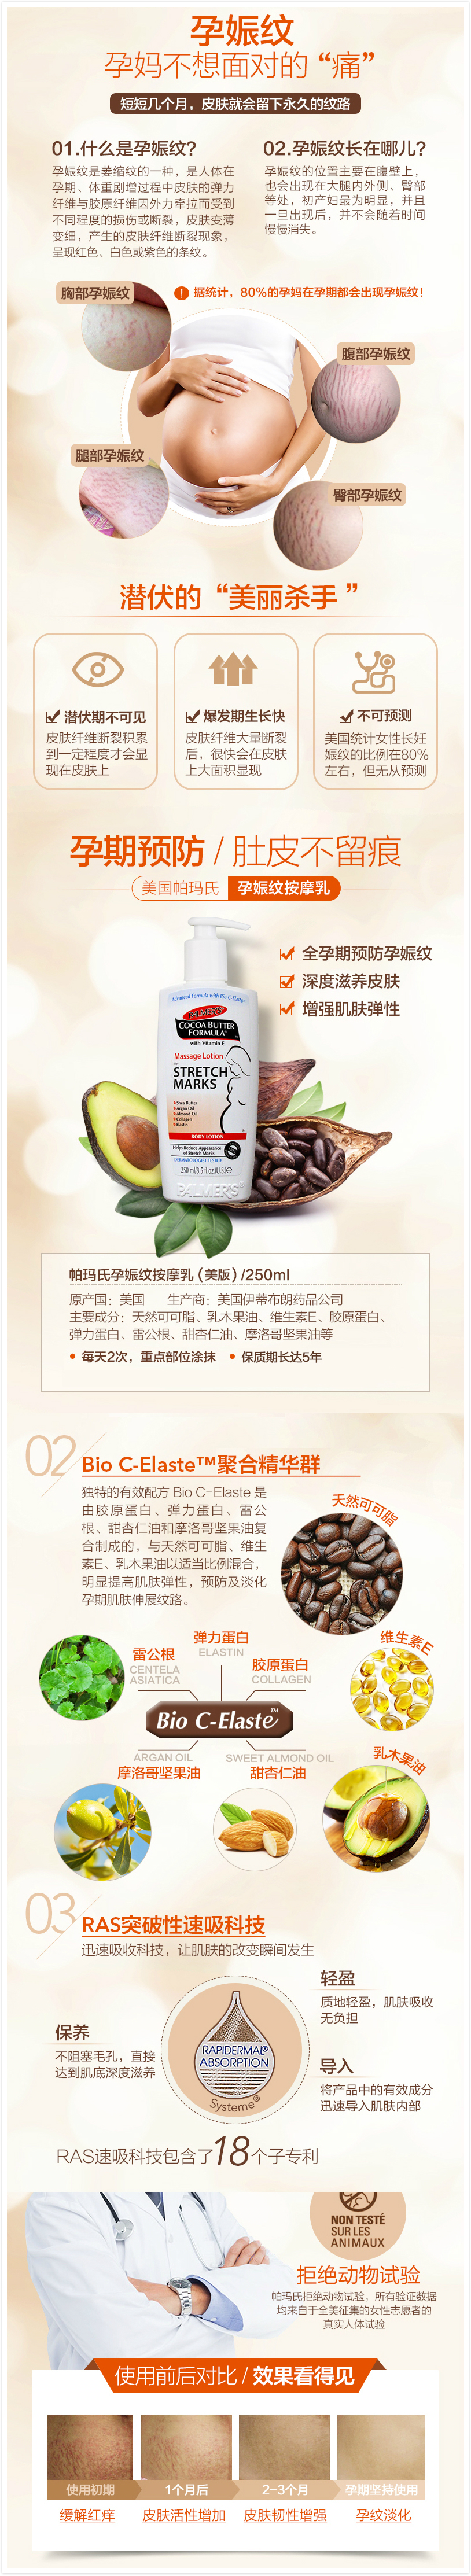 孕娠纹
孕妈不想面对的“痛”
短短几个月，皮肤就会留下永久的纹路
01.什么是孕娠纹?
孕娠纹是萎缩纹的一种，是人体在
孕期、体重剧增过程中皮肤的弹力
纤维与胶原纤维因外力牵拉而受到
不同程度的损伤或断裂，皮肤变薄
变细，产生的皮肤纤维断裂现象，
呈现红色、白色或紫色的条纹。
02.孕娠纹长在哪儿?
孕娠纹的位置主要在腹壁上，
也会出现在大腿内外侧、臀部
等处，初产妇最为明显，并且
一旦出现后，并不会随着时间
慢慢消失。
胸部孕娠纹
! 据统计，80%的孕妈在孕期都会出现孕娠纹!
腹部孕娠纹
腿部孕娠纹
臀部孕娠纹
潜伏的“美丽杀手”
潜伏期不可见
皮肤纤维断裂积累
到一定程度才会显
现在皮肤上
爆发期生长快
皮肤纤维大量断裂
后，很快会在皮肤
上大面积显现
不可预测
美国统计女性长妊
娠纹的比例在80%
左右，但无从预测
孕期预防/肚皮不留痕
美国帕玛氏 孕娠纹按摩乳
全孕期预防孕娠纹
深度滋养皮肤
增强肌肤弹性
Advanced Formula with Bio C-Elaste
PALMER'S
COCOA BUTTER
FORMULA
with Vitamin E
Massage Lotion
for
STRETCH
MARKS
Shea Butter
Argan Oil
Almond Oil
Collagen
Elastin
BODY LOTION
Helps Reduce Appearance
of Stretch Marks
DERMATOLOGIST TESTED
250 ml/8.5 fl.oz.(U.S.)e
PALMER'S
帕玛氏孕娠纹按摩乳（美版）/250ml
原产国：美国 生产商：美国伊蒂布朗药品公司
主要成分：天然可可脂、乳木果油、维生素E、胶原蛋白、
弹力蛋白、雷公根、甜杏仁油、摩洛哥坚果油等
• 每天2次，重点部位涂抹 • 保质期长达5年
02
Bio C-Elaste™聚合精华群
独特的有效配方 Bio C-Elaste 是
由胶原蛋白、弹力蛋白、雷公
根、甜杏仁油和摩洛哥坚果油复
合制成的，与天然可可脂、维生
素E、乳木果油以适当比例混合，
明显提高肌肤弹性，预防及淡化
孕期肌肤伸展纹路。
天然可可脂
弹力蛋白
ELASTIN
雷公根
CENTELA
ASIATICA
胶原蛋白
COLLAGEN
维生素E
Bio C-Elaste™
ARGAN OIL
摩洛哥坚果油
SWEET ALMOND OIL
甜杏仁油
乳木果油
03
RAS突破性速吸科技
迅速吸收科技，让肌肤的改变瞬间发生
轻盈
质地轻盈，肌肤吸收
无负担
保养
不阻塞毛孔，直接
达到肌底深度滋养
RAPIDERMAL®
ABSORPTION
Systeme®
导入
将产品中的有效成分
迅速导入肌肤内部
RAS速吸科技包含了18个子专利
NON TESTÉ
SUR LES
ANIMAUX
拒绝动物试验
帕玛氏拒绝动物试验，所有验证数据
均来自于全美征集的女性志愿者的
真实人体试验
使用前后对比/效果看得见
使用初期
1个月后
2-3个月
孕期坚持使用
缓解红痒
皮肤活性增加
皮肤韧性增强
孕纹淡化